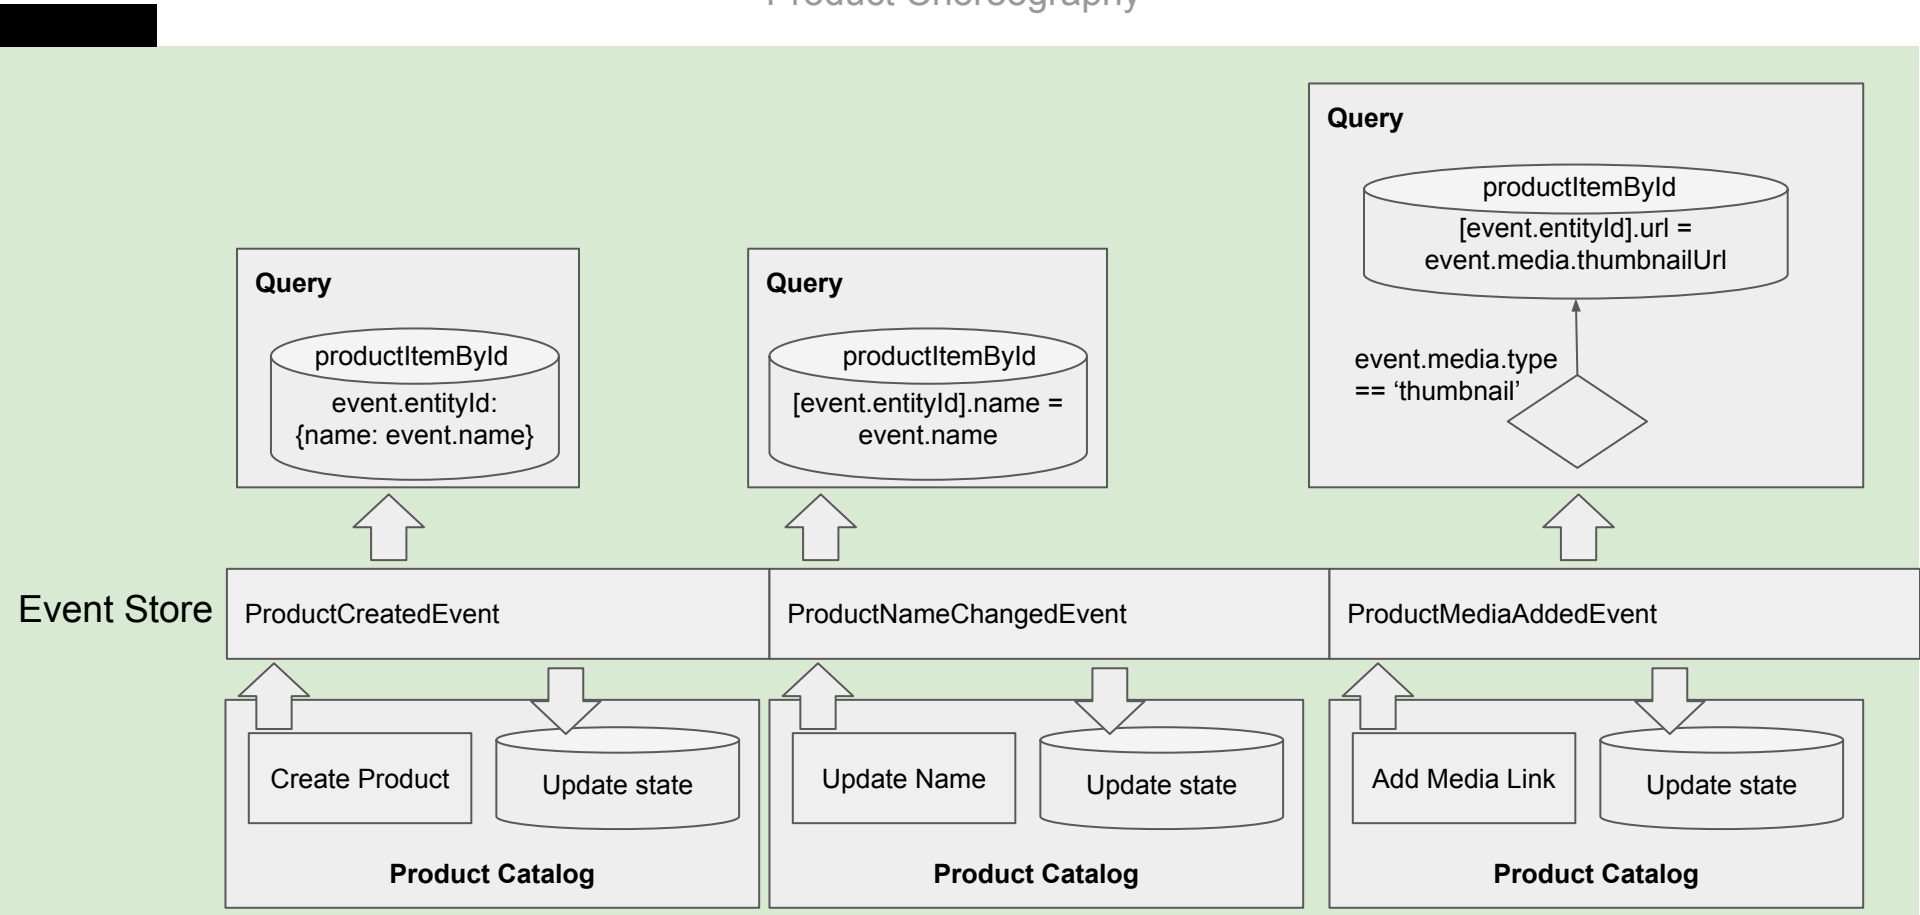 Product Choreography
Query
productItemById
[event.entityId].url =
event.media.thumbnailUrl
event.media.type
== ‘thumbnail’
Query
productItemById
event.entityId:
{name: event.name}
Query
productItemById
[event.entityId].name =
event.name
Event Store
ProductCreatedEvent
ProductNameChangedEvent
ProductMediaAddedEvent
Create Product
Update state
Product Catalog
Update Name
Update state
Product Catalog
Add Media Link
Update state
Product Catalog